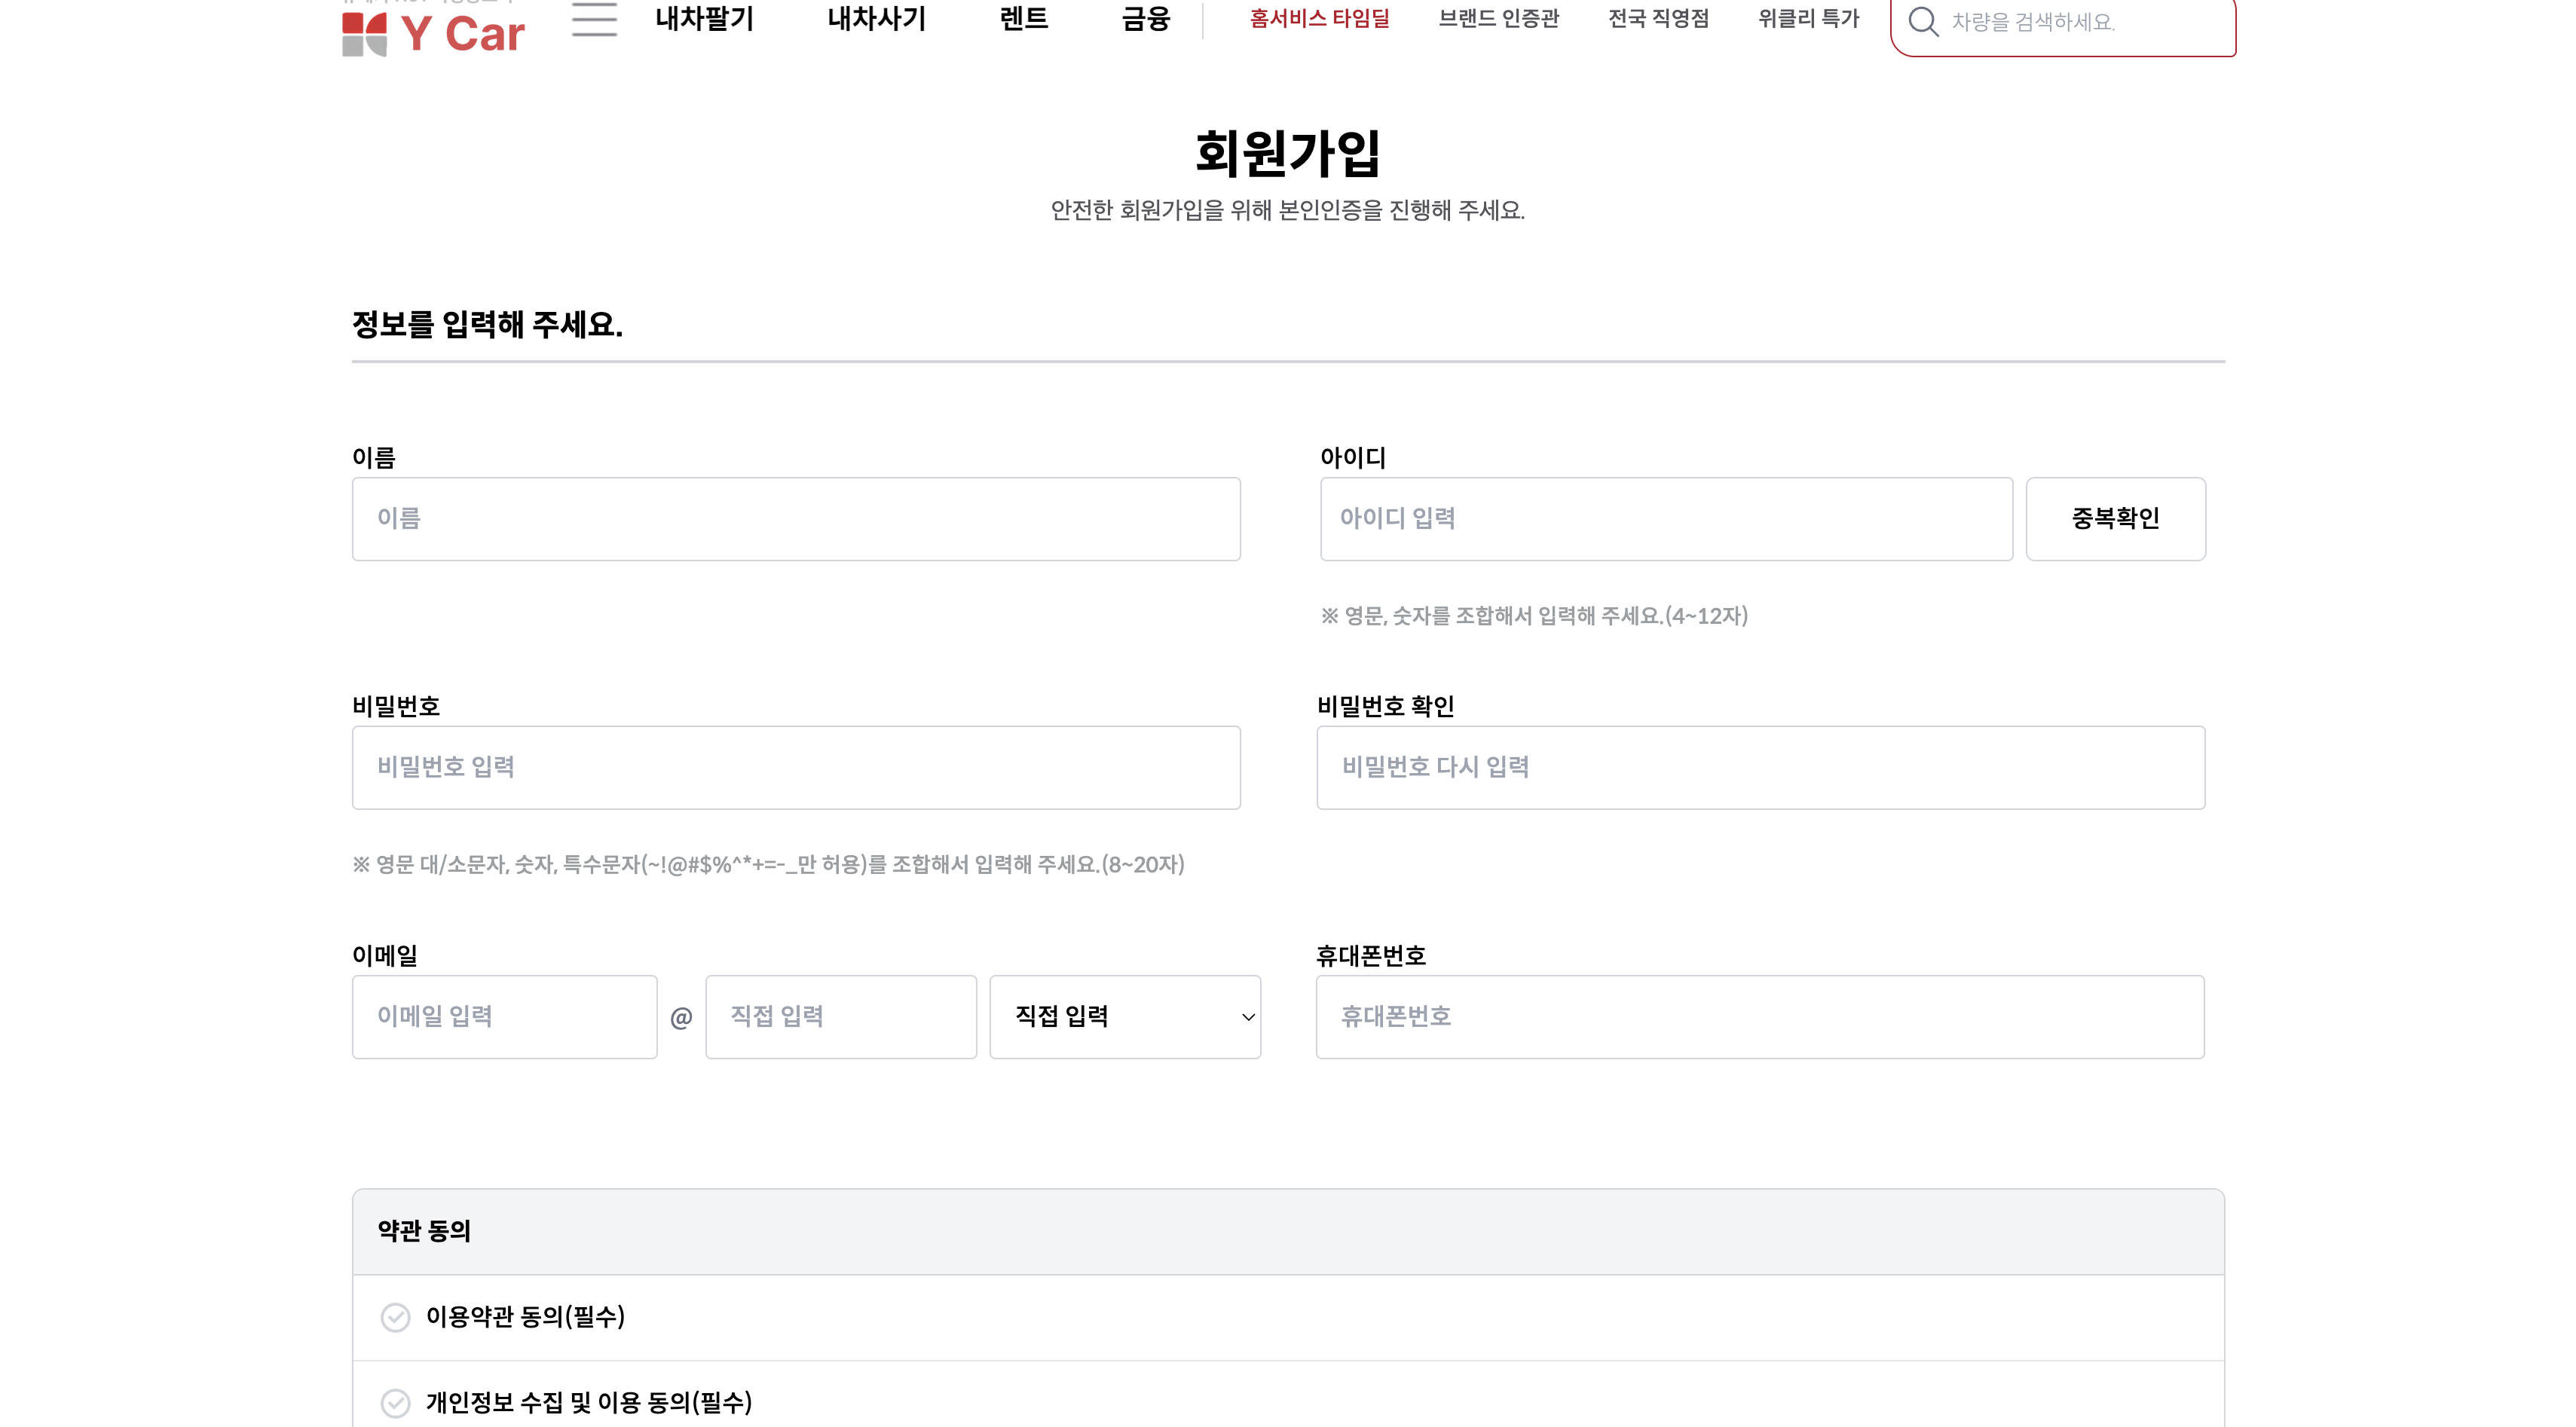 Y Car
내차팔기 내차사기 렌트 금융 홈서비스 타임딜 브랜드 인증관 전국 직영점 위클리 특가 차량을 검색하세요.
회원가입
안전한 회원가입을 위해 본인인증을 진행해 주세요.
정보를 입력해 주세요.
이름 아이디
이름 아이디 입력 중복확인
※ 영문, 숫자를 조합해서 입력해 주세요.(4~12자)
비밀번호 비밀번호 확인
비밀번호 입력 비밀번호 다시 입력
※ 영문 대/소문자, 숫자, 특수문자(~!@#$%^*+=-_만 허용)를 조합해서 입력해 주세요.(8~20자)
이메일 휴대폰번호
이메일 입력 @ 직접 입력 직접 입력 휴대폰번호
약관 동의
이용약관 동의(필수)
개인정보 수집 및 이용 동의(필수)